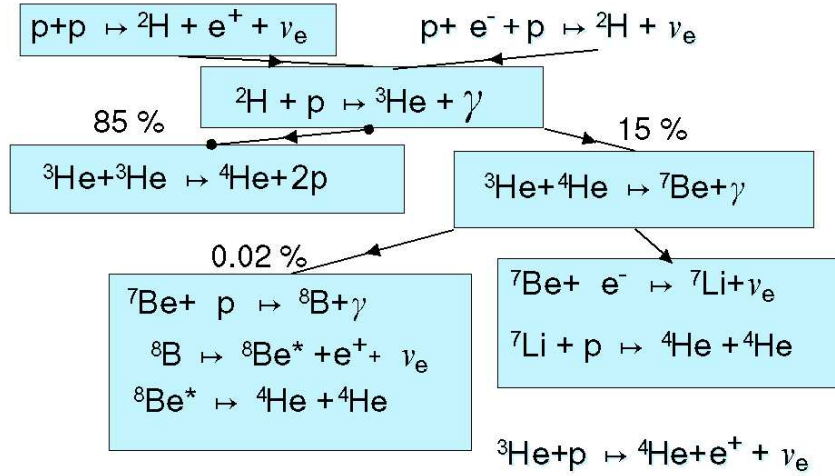 p+p ↦ ²H + e⁺ + νₑ
p+ e⁻ + p ↦ ²H + νₑ
²H + p ↦ ³He + γ
85 %
15 %
³He+³He ↦ ⁴He+2p
³He+⁴He ↦ ⁷Be+γ
0.02 %
⁷Be+ p ↦ ⁸B+γ
⁸B ↦ ⁸Be* +e⁺+ νₑ
⁸Be* ↦ ⁴He +⁴He
⁷Be+ e⁻ ↦ ⁷Li+νₑ
⁷Li + p ↦ ⁴He +⁴He
³He+p ↦ ⁴He+e⁺ + νₑ